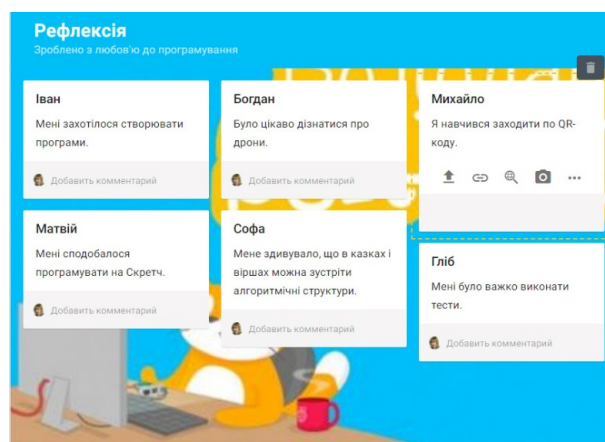 Рефлексія
Зроблено з любов'ю до програмування
Іван
Мені захотілося створювати
програми.
Добавить комментарий
Матвій
Мені сподобалося
програмувати на Скретч.
Добавить комментарий
Богдан
Було цікаво дізнатися про
дрони.
Добавить комментарий
Софа
Мене здивувало, що в казках і
віршах можна зустріти
алгоритмічні структури.
Добавить комментарий
Михайло
Я навчився заходити по QR-
коду.
Гліб
Мені було важко виконати
тести.
Добавить комментарий